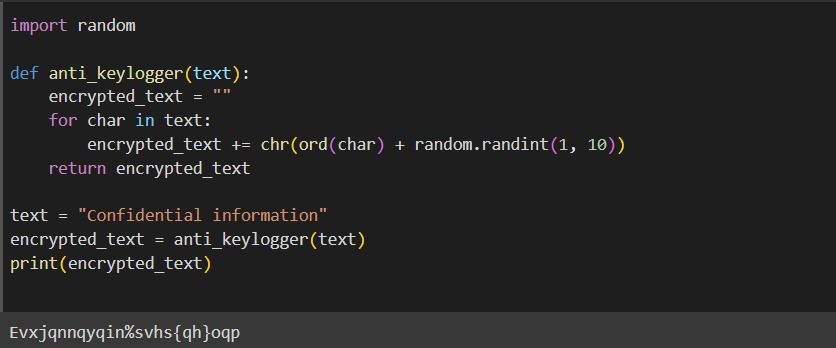 import random
def anti_keylogger(text):
encrypted_text = ""
for char in text:
encrypted_text += chr(ord(char) + random.randint(1, 10))
return encrypted_text
text = "Confidential information"
encrypted_text = anti_keylogger(text)
print(encrypted_text)
Evxjqnnqyqin%svhs{qh}oqp